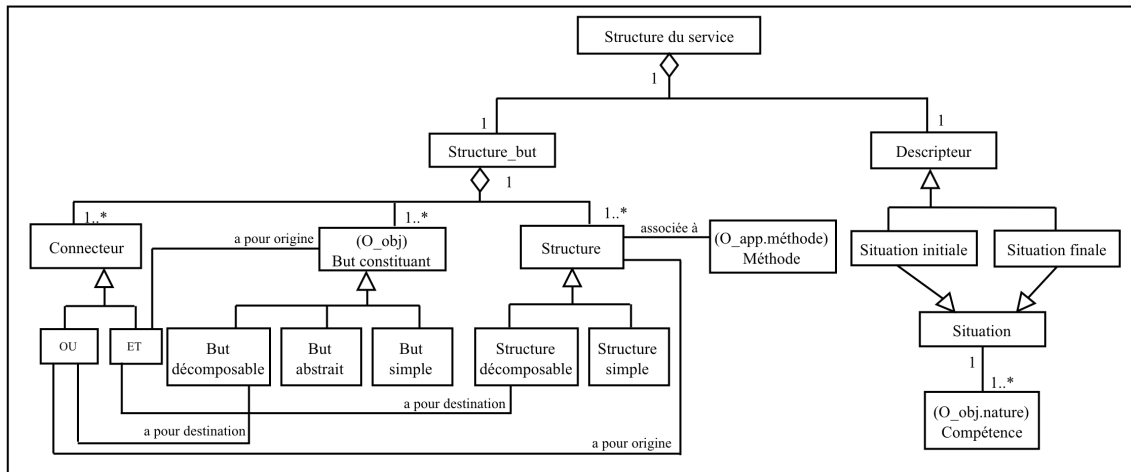 Structure du service
1
1
1
Structure_but
Descripteur
1
1..*
1..*
1..*
Connecteur
a pour origine
(O_obj)
But constituant
Structure
associée à
(O_app.méthode)
Méthode
Situation initiale
Situation finale
OU
ET
But
décomposable
But
abstrait
But
simple
Structure
décomposable
Structure
simple
Situation
1
1..*
a pour destination
a pour destination
a pour origine
(O_obj.nature)
Compétence